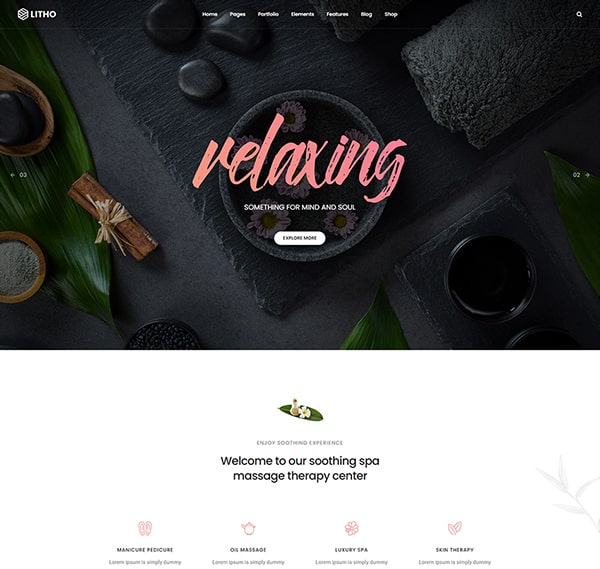 LITHO
Home Pages Portfolio Elements Features Blog Shop
relaxing
← 03
02 →
SOMETHING FOR MIND AND SOUL
EXPLORE MORE
ENJOY SOOTHING EXPERIENCE
Welcome to our soothing spa
massage therapy center
MANICURE PEDICURE OIL MASSAGE LUXURY SPA SKIN THERAPY
Lorem ipsum is simply dummy Lorem ipsum is simply dummy Lorem ipsum is simply dummy Lorem ipsum is simply dummy